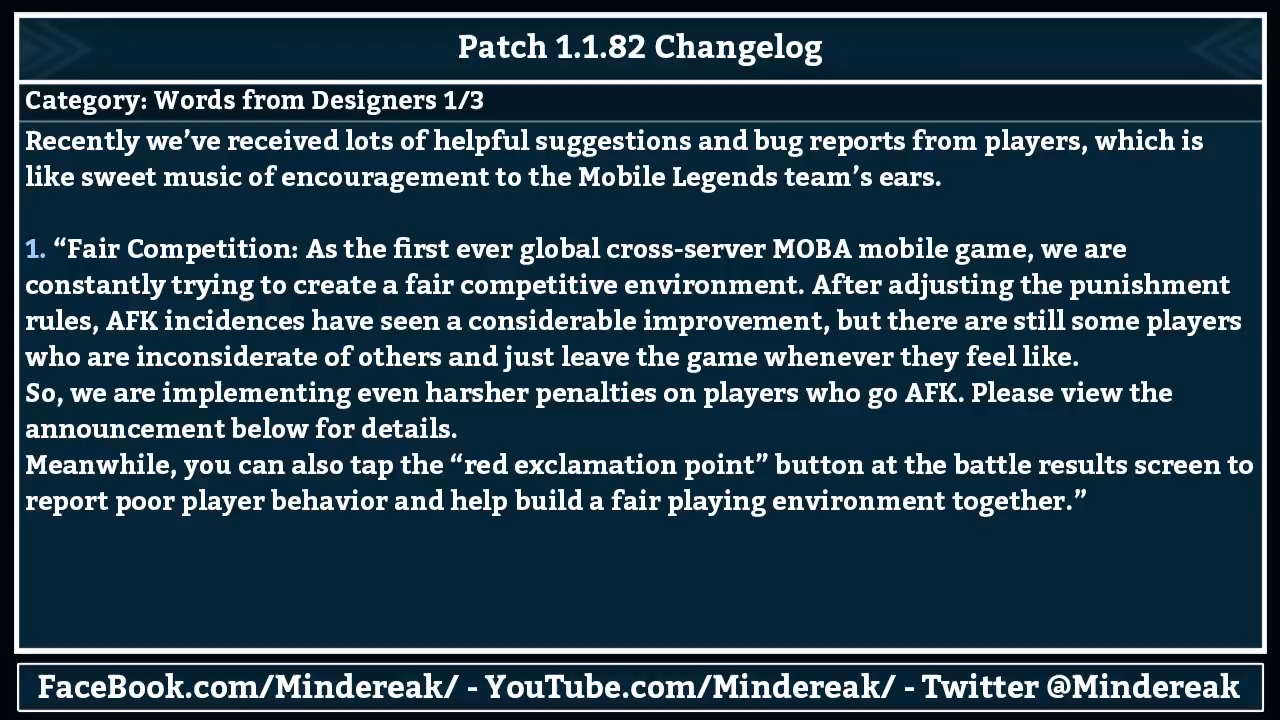 Patch 1.1.82 Changelog
Category: Words from Designers 1/3
Recently we’ve received lots of helpful suggestions and bug reports from players, which is
like sweet music of encouragement to the Mobile Legends team’s ears.
1. “Fair Competition: As the first ever global cross-server MOBA mobile game, we are
constantly trying to create a fair competitive environment. After adjusting the punishment
rules, AFK incidences have seen a considerable improvement, but there are still some players
who are inconsiderate of others and just leave the game whenever they feel like.
So, we are implementing even harsher penalties on players who go AFK. Please view the
announcement below for details.
Meanwhile, you can also tap the “red exclamation point” button at the battle results screen to
report poor player behavior and help build a fair playing environment together.”
FaceBook.com/Mindereak/ - YouTube.com/Mindereak/ - Twitter @Mindereak